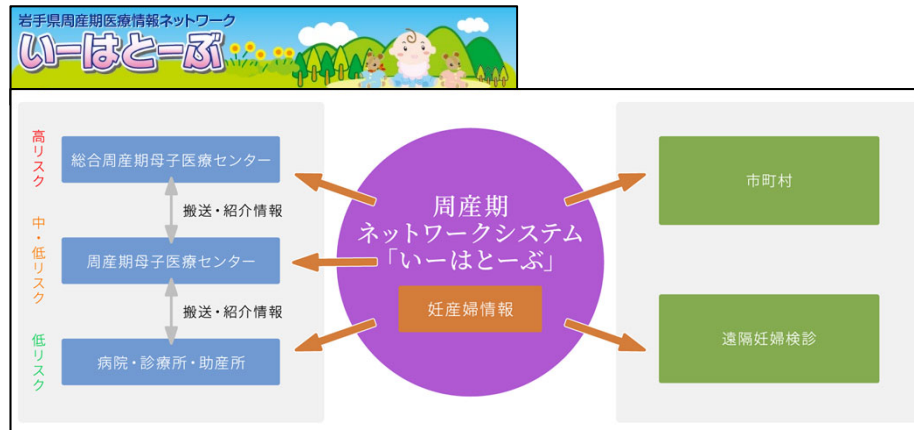 岩手県周産期医療情報ネットワーク
いーはとーぶ
高リスク
総合周産期母子医療センター
搬送・紹介情報
中・低リスク
周産期母子医療センター
搬送・紹介情報
低リスク
病院・診療所・助産所
周産期
ネットワークシステム
「いーはとーぶ」
妊産婦情報
市町村
遠隔妊婦検診